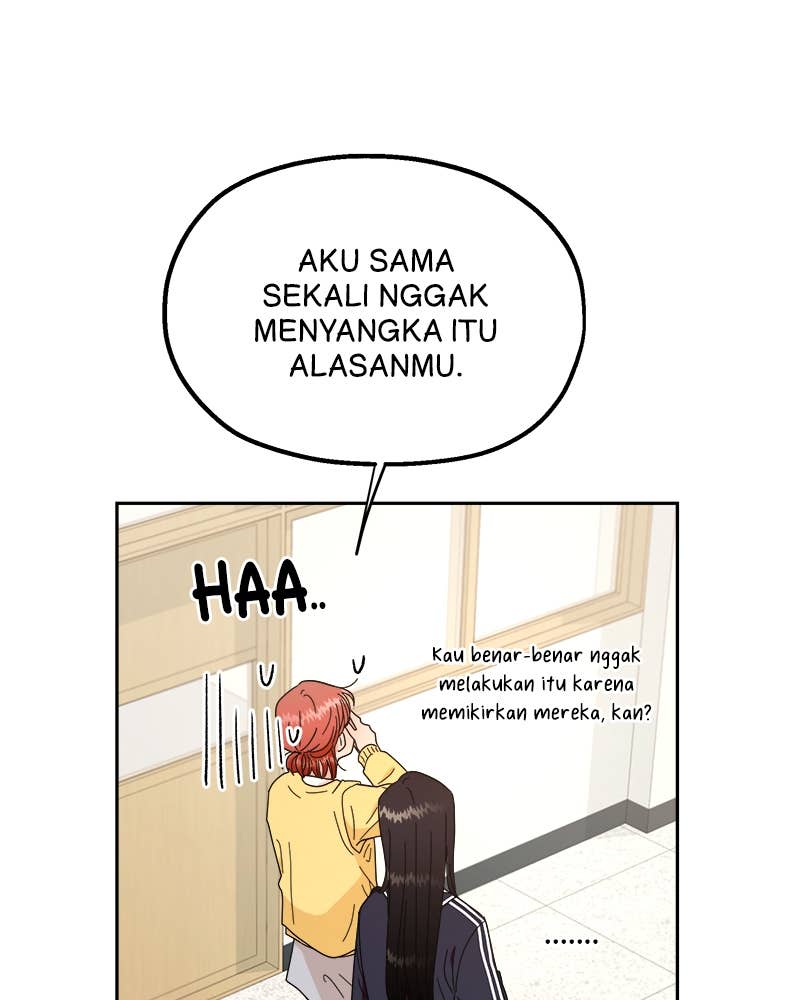 AKU SAMA
SEKALI NGGAK
MENYANGKA ITU
ALASANMU.
HAA..
Kau benar-benar nggak
melakukan itu karena
memikirkan mereka, kan?
.......